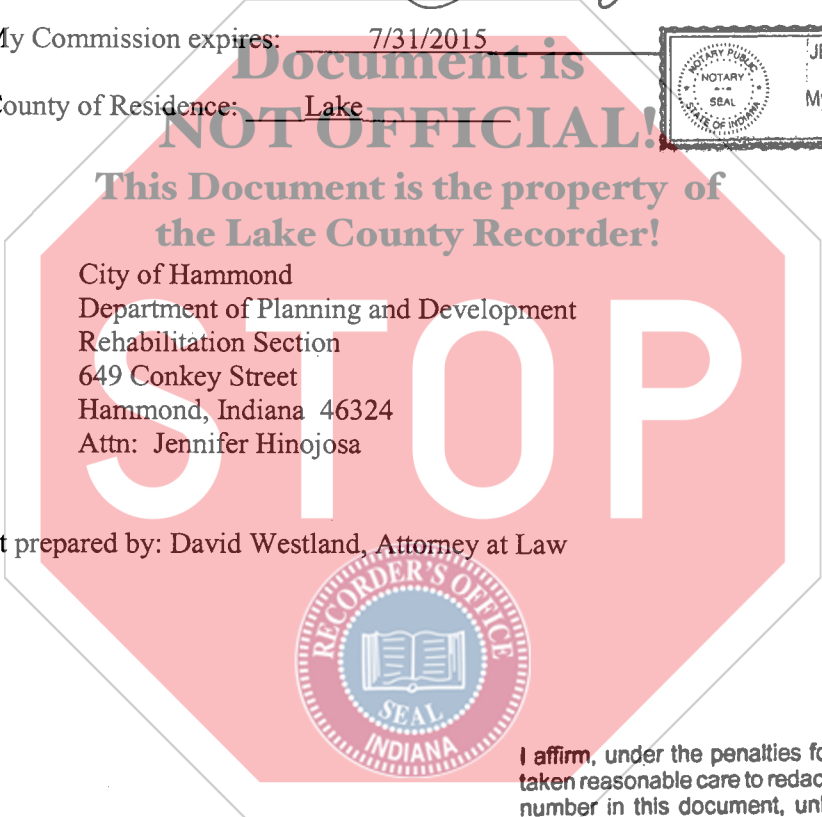 My Commission expires: 7/31/2015
Document is
County of Residence: Lake
NOT OFFICIAL!
This Document is the property of
the Lake County Recorder!
NOTARY PUBLIC
NOTARY
SEAL
STATE OF INDIANA
City of Hammond
Department of Planning and Development
Rehabilitation Section
649 Conkey Street
Hammond, Indiana 46324
Attn: Jennifer Hinojosa
STOP
t prepared by: David Westland, Attorney at Law
RECORDER'S OFFICE
SEAL
INDIANA
I affirm, under the penalties fo
taken reasonable care to redac
number in this document, unl